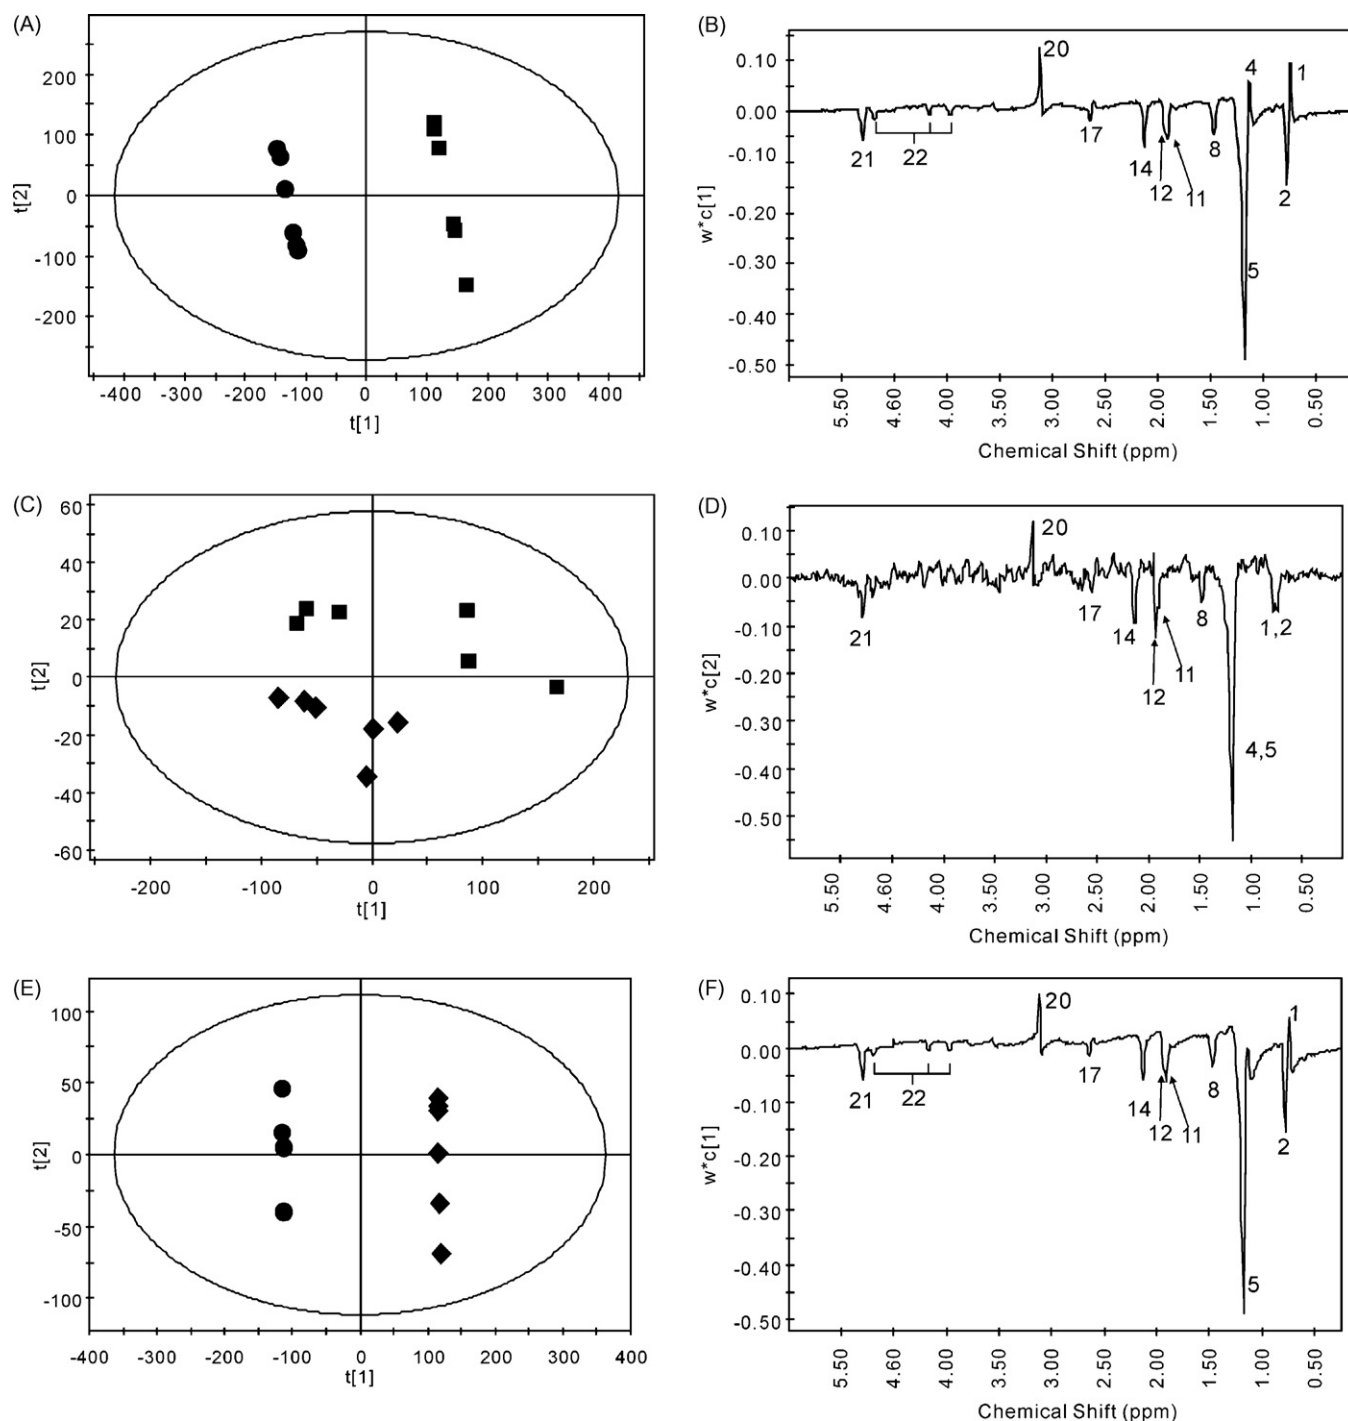 (A)
200
100
0
-100
-200
t[2]
-400 -300 -200 -100 0 100 200 300 400
t[1]
(B)
0.10
0.00
-0.10
-0.20
-0.30
-0.40
-0.50
w*c[1]
20
4
1
21
22
17
14
12
11
8
5
2
5.50 4.60 4.00 3.50 3.00 2.50 2.00 1.50 1.00 0.50
Chemical Shift (ppm)
(C)
60
40
20
0
-20
-40
-60
t[2]
-200 -100 0 100 200
t[1]
(D)
0.10
0.00
-0.10
-0.20
-0.30
-0.40
-0.50
w*c[2]
20
21
17
14
12
11
8
1,2
4,5
5.50 4.60 4.00 3.50 3.00 2.50 2.00 1.50 1.00 0.50
Chemical Shift (ppm)
(E)
100
50
0
-50
-100
t[2]
-400 -300 -200 -100 0 100 200 300 400
t[1]
(F)
0.10
0.00
-0.10
-0.20
-0.30
-0.40
-0.50
w*c[1]
20
1
21
22
17
14
12
11
8
2
5
5.50 4.60 4.00 3.50 3.00 2.50 2.00 1.50 1.00 0.50
Chemical Shift (ppm)